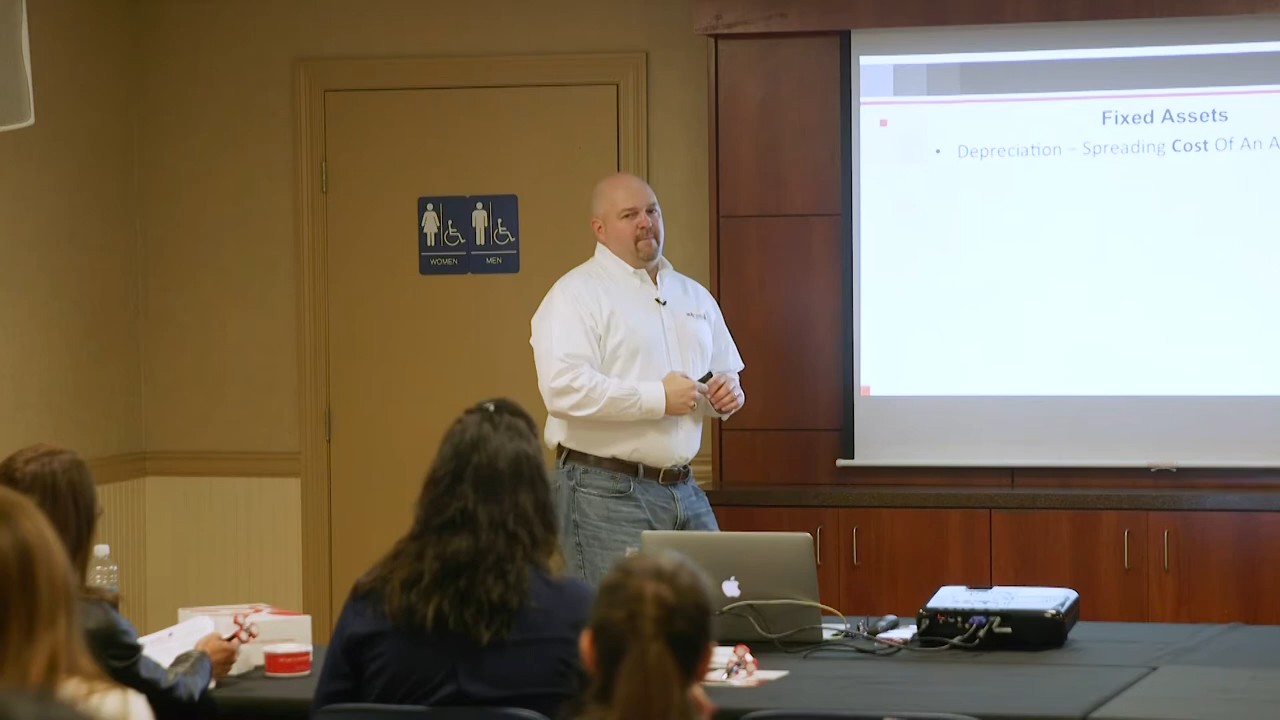 Fixed Assets
• Depreciation – Spreading Cost Of An A
WOMEN
MEN